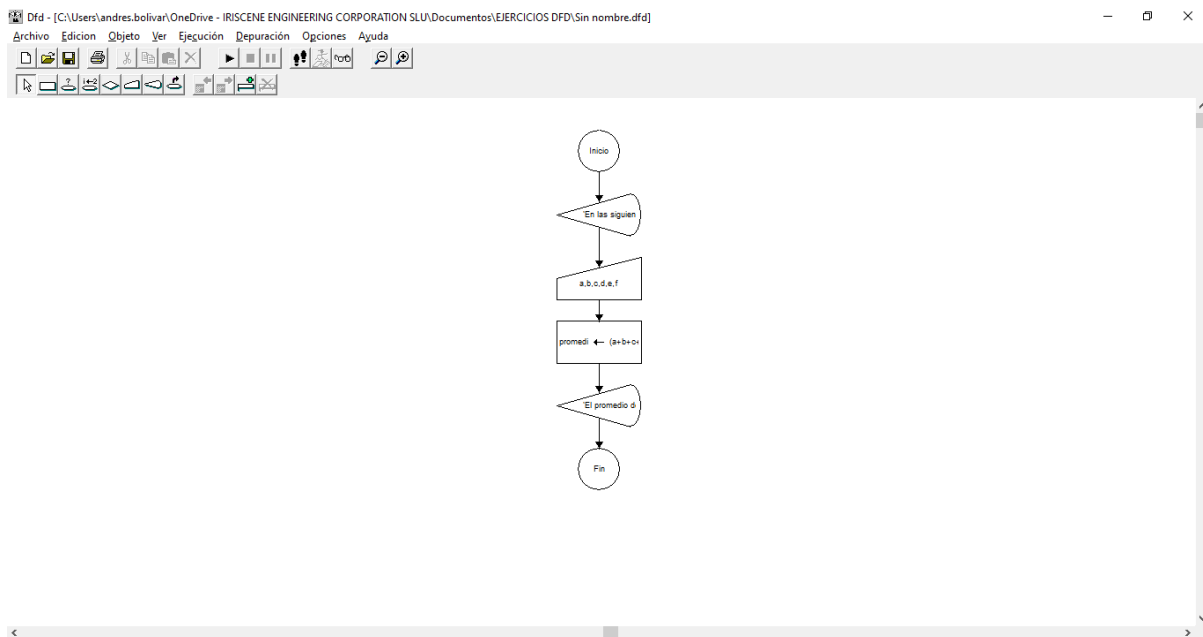 Dfd - [C:\Users\andres.bolivar\OneDrive - IRISCENE ENGINEERING CORPORATION SLU\Documentos\EJERCICIOS DFD\Sin nombre.dfd]
Archivo Edicion Objeto Ver Ejecución Depuración Opciones Ayuda
Inicio
'En las siguien
a,b,c,d,e,f
promedi ← (a+b+c+
'El promedio d
Fin